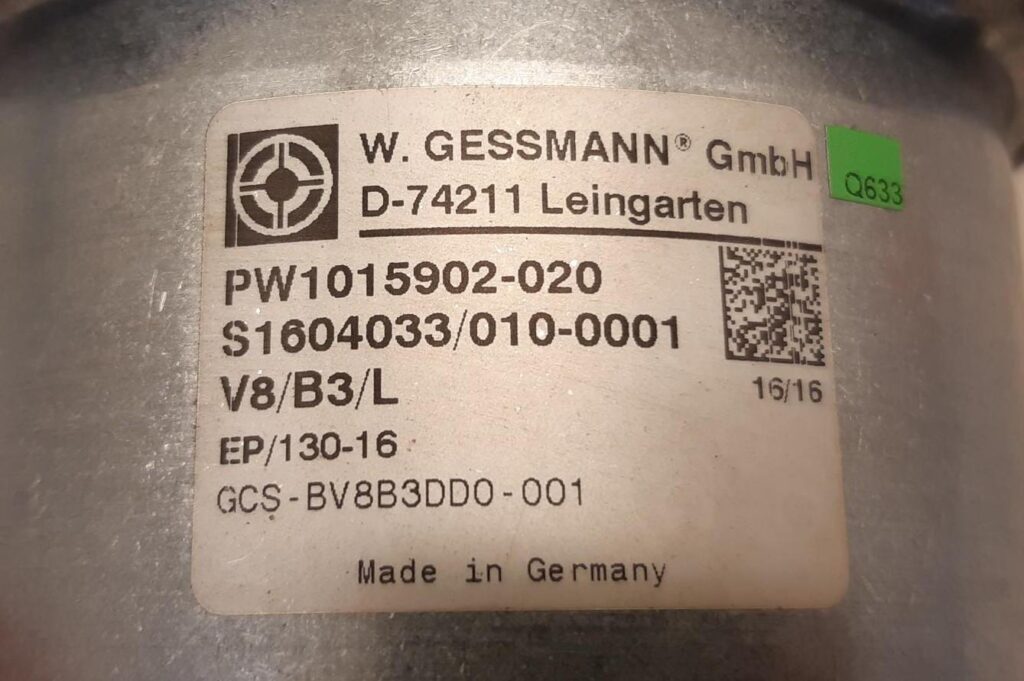 W. GESSMANN® GmbH
D-74211 Leingarten
Q633
PW1015902-020
S1604033/010-0001
V8/B3/L
16/16
EP/130-16
GCS-BV8B3DD0-001
Made in Germany